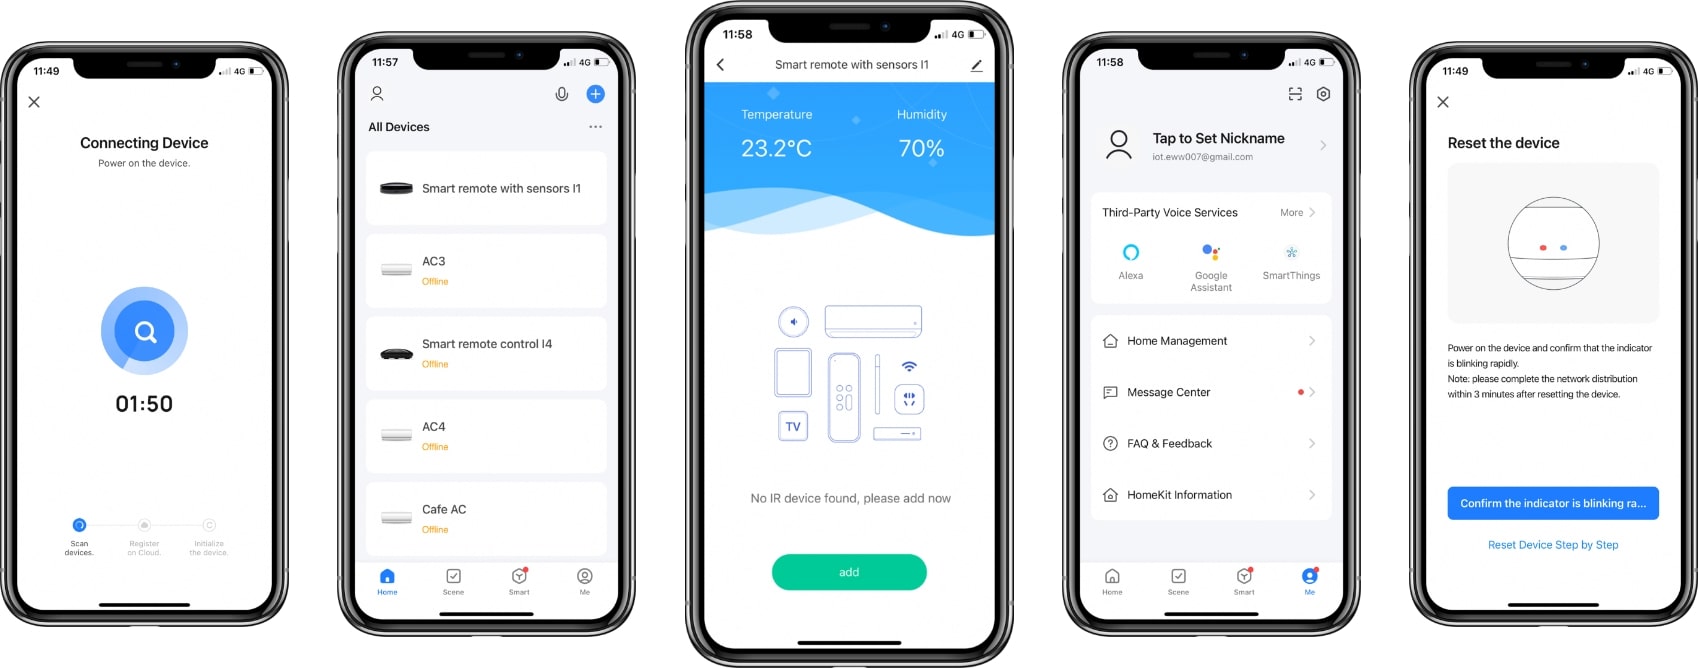 11:49
4G
Connecting Device
Power on the device.
01:50
Scan
devices.
Register
on Cloud.
Initialize
the device.
11:57
4G
All Devices
Smart remote with sensors I1
AC3
Offline
Smart remote control I4
Offline
AC4
Offline
Cafe AC
Offline
Home
Scene
Smart
Me
11:58
4G
Smart remote with sensors I1
Temperature
Humidity
23.2°C
70%
TV
No IR device found, please add now
add
11:58
4G
Tap to Set Nickname
iot.eww007@gmail.com
Third-Party Voice Services
More
Alexa
Google
Assistant
SmartThings
Home Management
Message Center
FAQ & Feedback
HomeKit Information
Home
Scene
Smart
Me
11:49
4G
Reset the device
Power on the device and confirm that the indicator
is blinking rapidly.
Note: please complete the network distribution
within 3 minutes after resetting the device.
Confirm the indicator is blinking ra...
Reset Device Step by Step